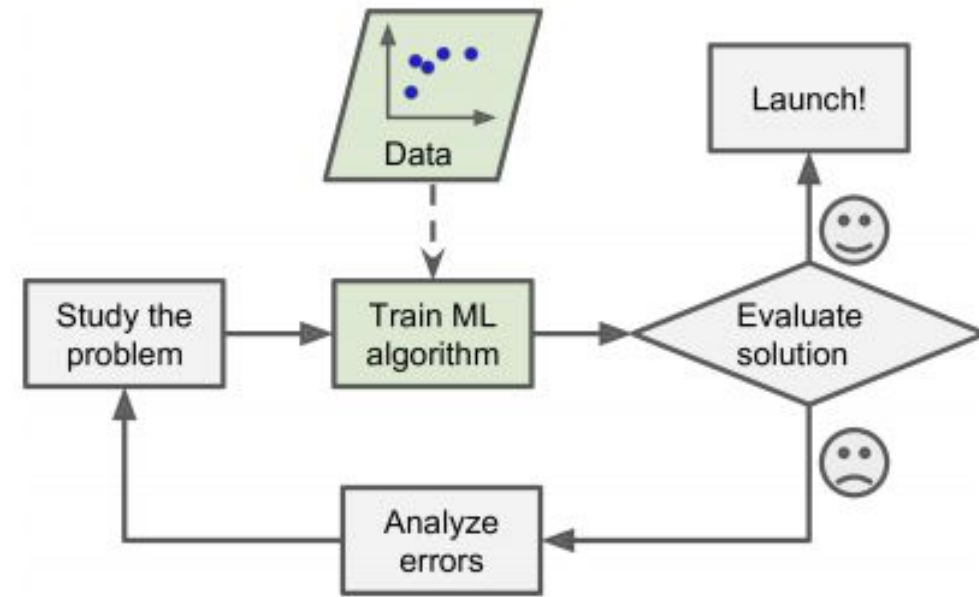 Data
Launch!
Study the
problem
Train ML
algorithm
Evaluate
solution
Analyze
errors